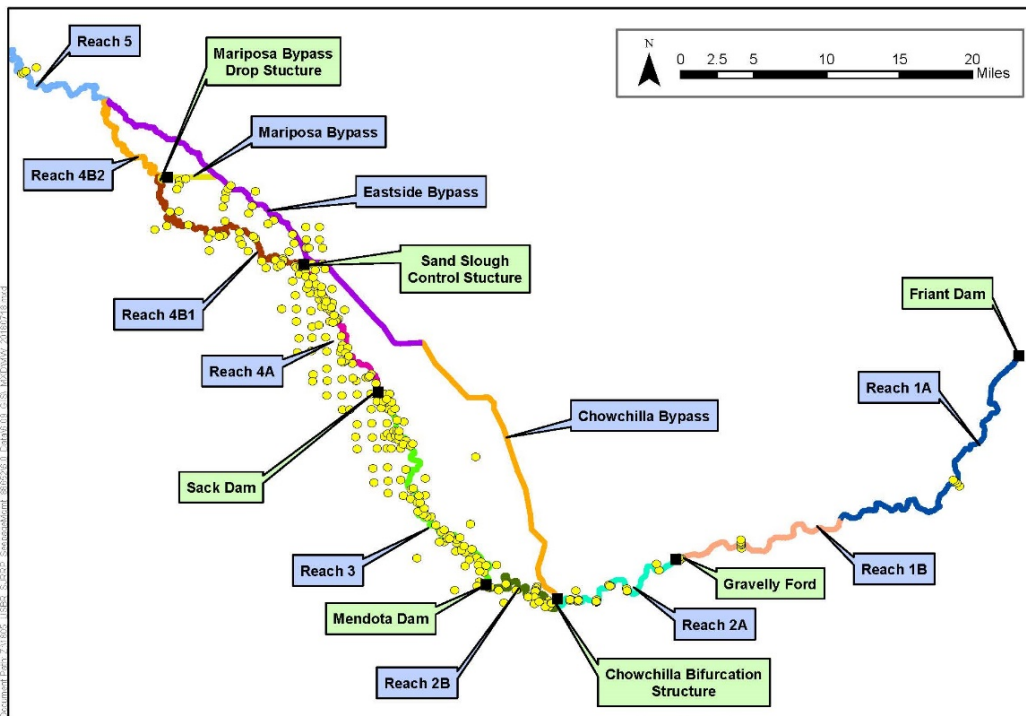 Reach 5
Mariposa Bypass
Drop Stucture
N
0 2.5 5 10 15 20
Miles
Mariposa Bypass
Reach 4B2
Eastside Bypass
Sand Slough
Control Stucture
Friant Dam
Reach 4B1
Reach 4A
Reach 1A
Chowchilla Bypass
Sack Dam
Reach 3
Reach 1B
Gravelly Ford
Mendota Dam
Reach 2A
Reach 2B
Chowchilla Bifurcation
Structure